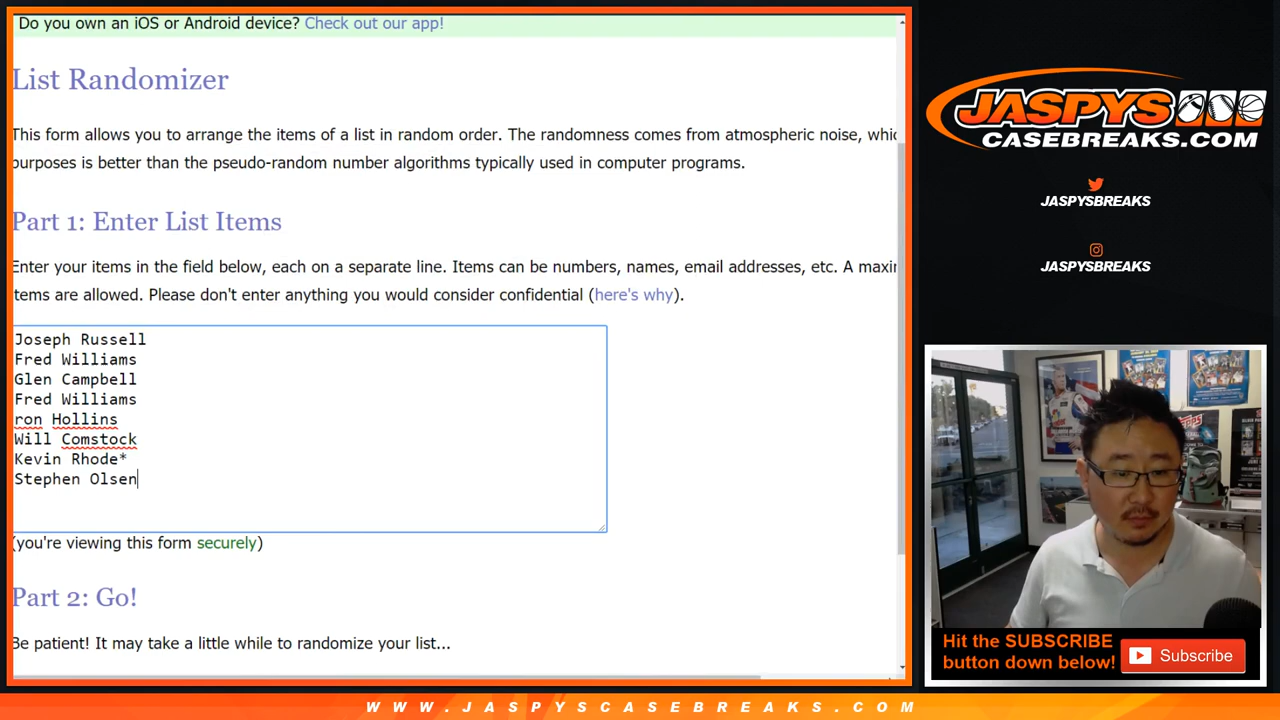 Do you own an iOS or Android device? Check out our app!
List Randomizer
This form allows you to arrange the items of a list in random order. The randomness comes from atmospheric noise,
purposes is better than the pseudo-random number algorithms typically used in computer programs.
Part 1: Enter List Items
Enter your items in the field below, each on a separate line. Items can be numbers, names, email addresses, etc. A
items are allowed. Please don't enter anything you would consider confidential (here's why).
Joseph Russell
Fred Williams
Glen Campbell
Fred Williams
ron Hollins
Will Comstock
Kevin Rhode*
Stephen Olsen
(you're viewing this form securely)
Part 2: Go!
Be patient! It may take a little while to randomize your list...
JASPYS
CASEBREAKS.COM
JASPYSBREAKS
JASPYSBREAKS
Hit the SUBSCRIBE
button down below!
Subscribe
WWW.JASPYSCASEBREAKS.COM